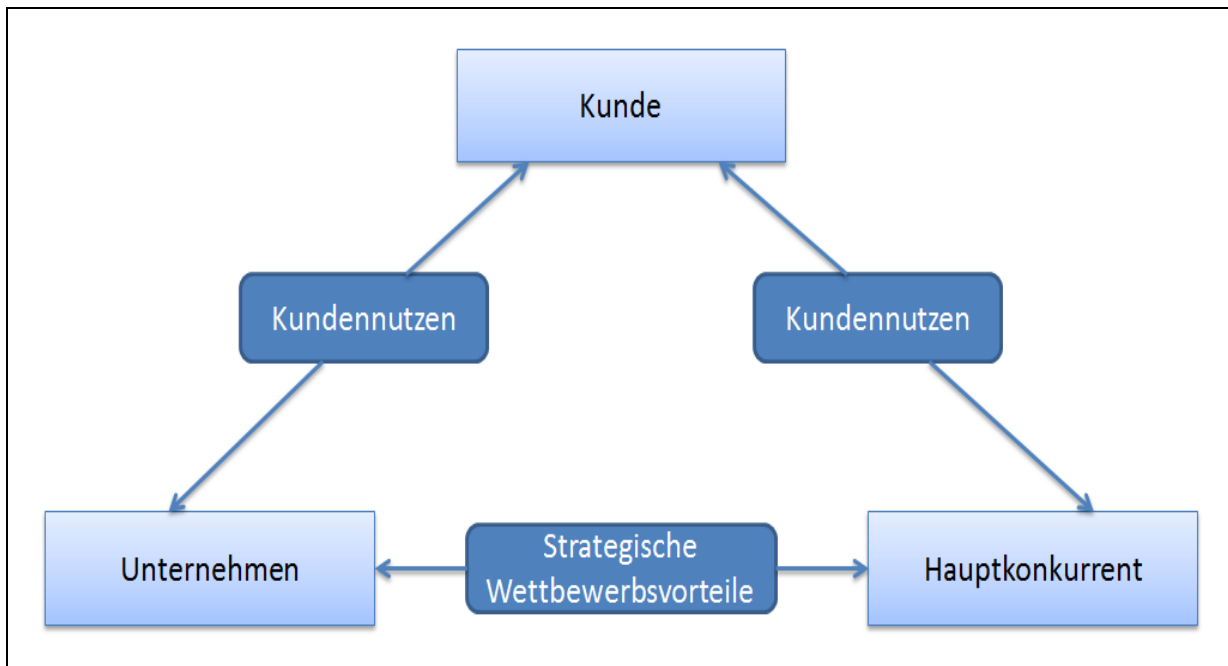 Kunde
Kundennutzen
Kundennutzen
Unternehmen
Strategische
Wettbewerbsvorteile
Hauptkonkurrent